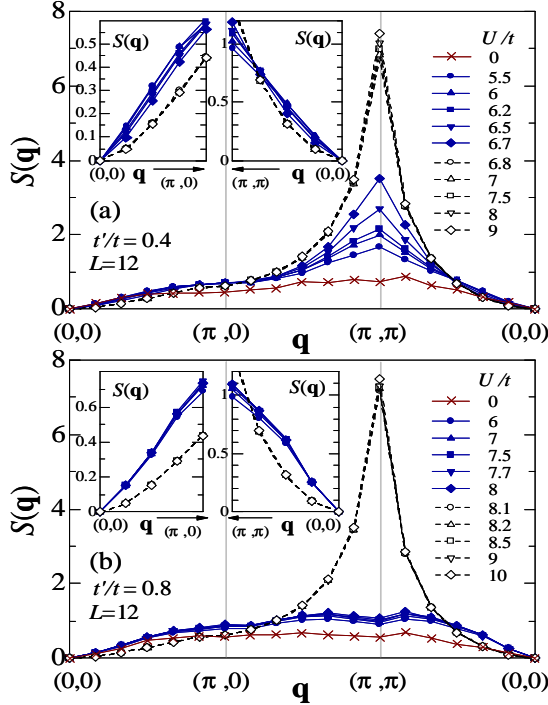 8
6
4
2
0
S(q)
0.5
0.4
0.3
0.2
0.1
0
S(q)
(0,0)
q
(π ,0)
1
0
S(q)
(π ,π)
q
(0,0)
U /t
0
5.5
6
6.2
6.5
6.7
6.8
7
7.5
8
9
(a)
t'/t = 0.4
L=12
(0,0)
(π ,0)
q
(π ,π)
(0,0)
8
6
4
2
0
S(q)
0.6
0.4
0.2
0
S(q)
(0,0)
q
(π ,0)
1
0
S(q)
(π ,π)
q
(0,0)
U /t
0
6
7
7.5
7.7
8
8.1
8.2
8.5
9
10
(b)
t'/t = 0.8
L=12
(0,0)
(π ,0)
q
(π ,π)
(0,0)